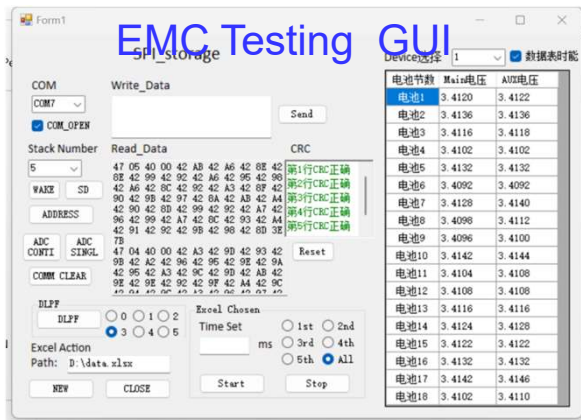 Form1
EMC Testing GUI
SPI_storage
Device选择 1 数据表时能
COM
COM7
COM_OPEN
Write_Data
Send
Stack Number
5
WAKE SD
ADDRESS
ADC CONTI ADC SINGL
COMM CLEAR
Read_Data
47 05 40 00 42 AB 42 A6 42 8E 42
8E 42 99 42 92 42 A6 42 95 42 98
42 A6 42 8C 42 92 42 A3 42 8F 42
90 42 9B 42 97 42 8A 42 AB 42 A4
42 90 42 8D 42 99 42 92 42 A7 42
96 42 99 42 A7 42 8C 42 93 42 A4
42 91 42 92 42 9B 42 98 42 8D 3E
7B
47 04 40 00 42 A3 42 9D 42 93 42
9B 42 A2 42 96 42 95 42 9E 42 9A
42 95 42 A3 42 9C 42 9D 42 AB 42
9E 42 9E 42 92 42 9F 42 A4 42 9C
CRC
第1行CRC正确
第2行CRC正确
第3行CRC正确
第4行CRC正确
第5行CRC正确
Reset
DLPF
DLPF
0 1 2
3 4 5
Excel Action
Path: D:\data.xlsx
NEW CLOSE
Excel Chosen
Time Set
ms
1st 2nd
3rd 4th
5th All
Start Stop
电池节数 Main电压 AUX电压
电池1 3.4120 3.4122
电池2 3.4136 3.4136
电池3 3.4116 3.4118
电池4 3.4102 3.4102
电池5 3.4132 3.4132
电池6 3.4092 3.4092
电池7 3.4128 3.4140
电池8 3.4098 3.4112
电池9 3.4096 3.4100
电池10 3.4142 3.4144
电池11 3.4104 3.4108
电池12 3.4108 3.4108
电池13 3.4116 3.4116
电池14 3.4124 3.4128
电池15 3.4122 3.4122
电池16 3.4132 3.4132
电池17 3.4142 3.4146
电池18 3.4102 3.4110